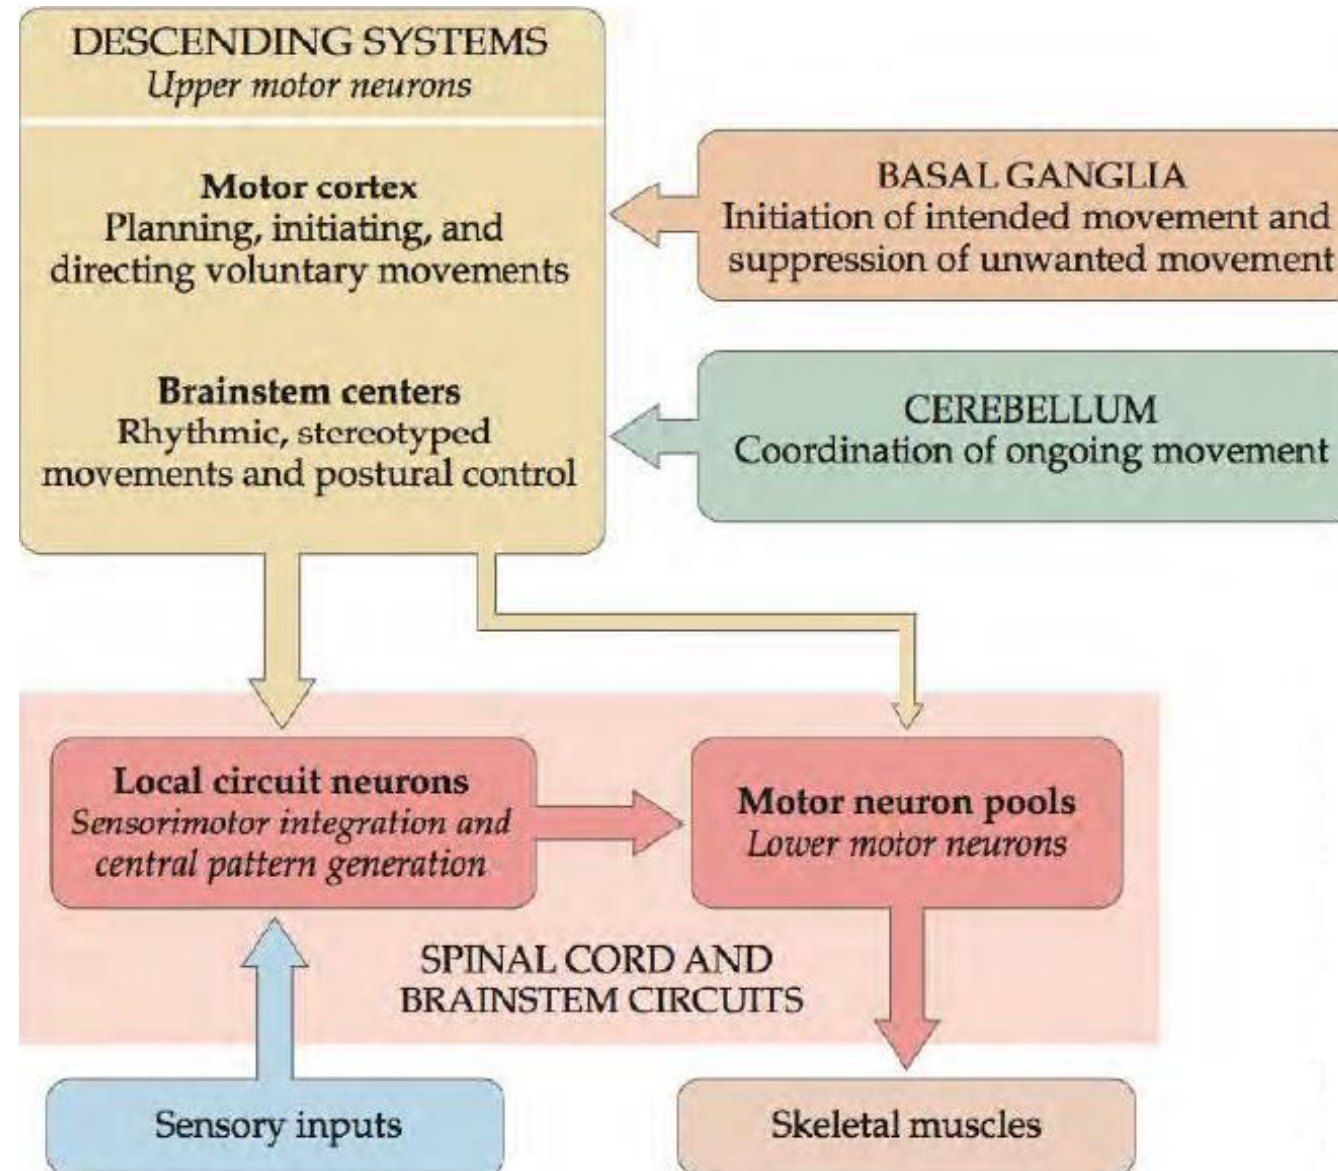 DESCENDING SYSTEMS
Upper motor neurons
Motor cortex
Planning, initiating, and
directing voluntary movements
Brainstem centers
Rhythmic, stereotyped
movements and postural control
BASAL GANGLIA
Initiation of intended movement and
suppression of unwanted movement
CEREBELLUM
Coordination of ongoing movement
Local circuit neurons
Sensorimotor integration and
central pattern generation
Motor neuron pools
Lower motor neurons
SPINAL CORD AND
BRAINSTEM CIRCUITS
Sensory inputs
Skeletal muscles